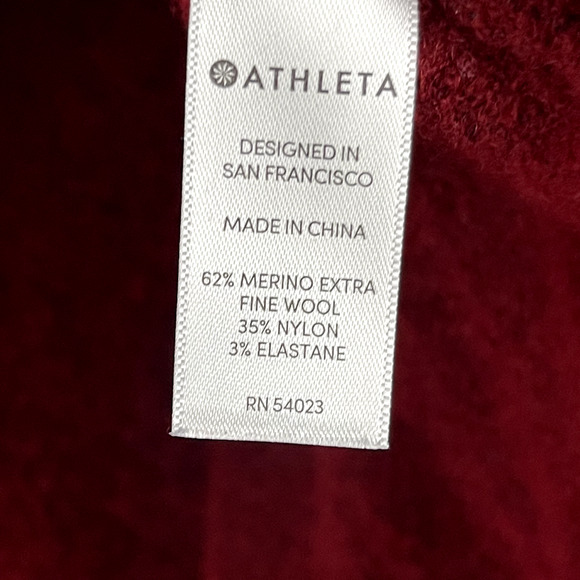 ATHLETA
DESIGNED IN
SAN FRANCISCO
MADE IN CHINA
62% MERINO EXTRA
FINE WOOL
35% NYLON
3% ELASTANE
RN 54023